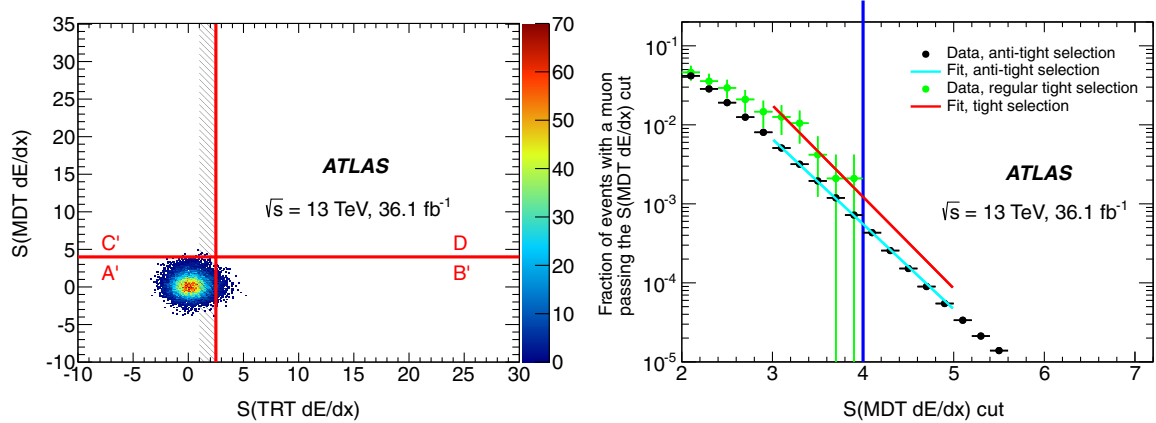 35
30
25
20
15
10
5
0
-5
-10
S(MDT dE/dx)
C'
D
A'
B'
ATLAS
√s = 13 TeV, 36.1 fb-1
-10
-5
0
5
10
15
20
25
30
S(TRT dE/dx)
70
60
50
40
30
20
10
0
Fraction of events with a muon
passing the S(MDT dE/dx) cut
10-1
10-2
10-3
10-4
10-5
Data, anti-tight selection
Fit, anti-tight selection
Data, regular tight selection
Fit, tight selection
ATLAS
√s = 13 TeV, 36.1 fb-1
2
3
4
5
6
7
S(MDT dE/dx) cut